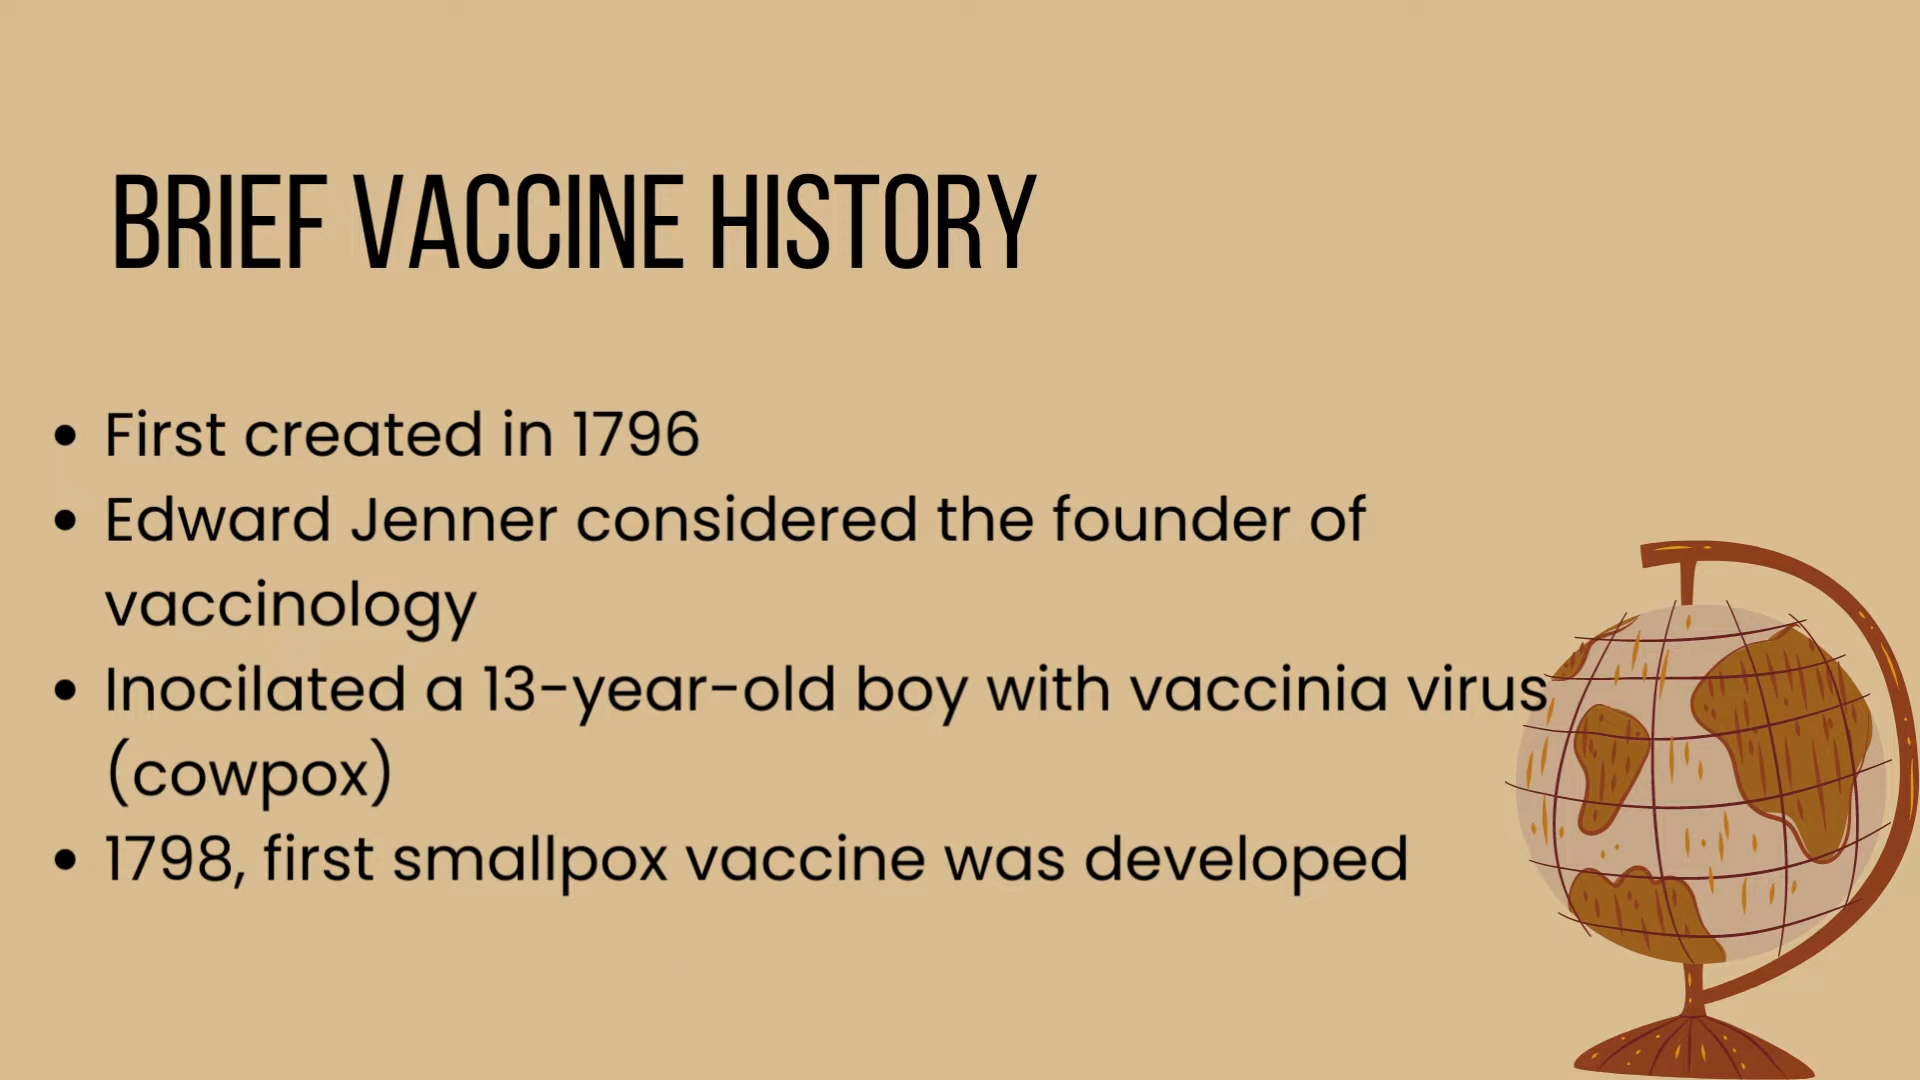 BRIEF VACCINE HISTORY
• First created in 1796
• Edward Jenner considered the founder of
vaccinology
• Inocilated a 13-year-old boy with vaccinia virus
(cowpox)
• 1798, first smallpox vaccine was developed